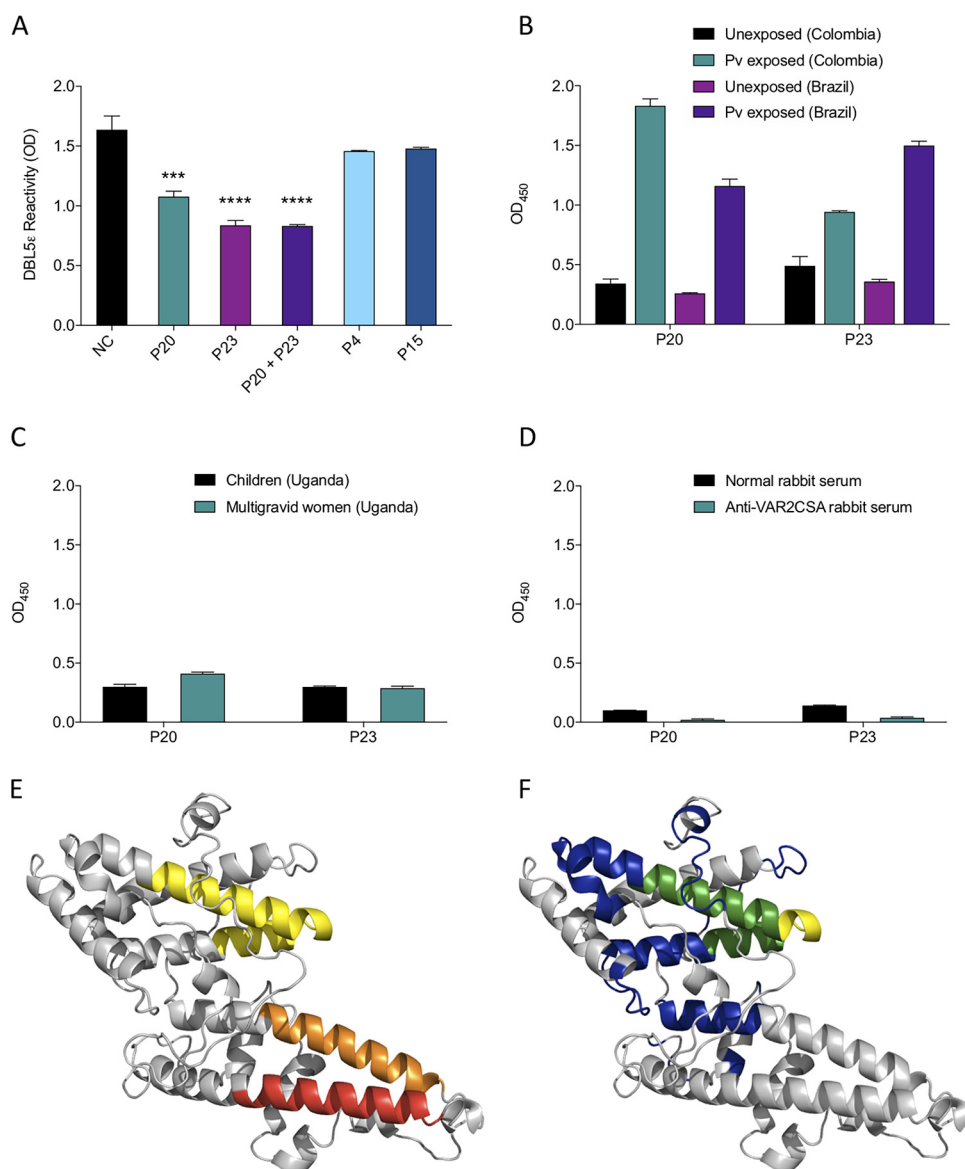 A
DBL5ε Reactivity (OD)
2.0
1.5
1.0
0.5
0.0
***
****
****
NC
P20
P23
P20 + P23
P4
P15
B
Unexposed (Colombia)
Pv exposed (Colombia)
Unexposed (Brazil)
Pv exposed (Brazil)
OD450
2.0
1.5
1.0
0.5
0.0
P20
P23
C
Children (Uganda)
Multigravid women (Uganda)
OD450
2.0
1.5
1.0
0.5
0.0
P20
P23
D
Normal rabbit serum
Anti-VAR2CSA rabbit serum
OD450
2.0
1.5
1.0
0.5
0.0
P20
P23
E
F